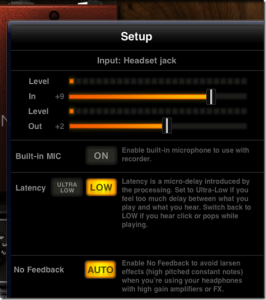 Setup
Input: Headset jack
Level
In +9
Level
Out +2
Built-in MIC ON Enable built-in microphone to use with
recorder.
Latency ULTRA LOW LOW Latency is a micro-delay introduced by
the processing. Set to Ultra-Low if you
feel too much delay between what you
play and what you hear. Switch back to
LOW if you hear click or pops while
playing.
No Feedback AUTO Enable No Feedback to avoid larsen
effects (high pitched constant notes)
when you're using your headphones
with high gain amplifiers or FX.